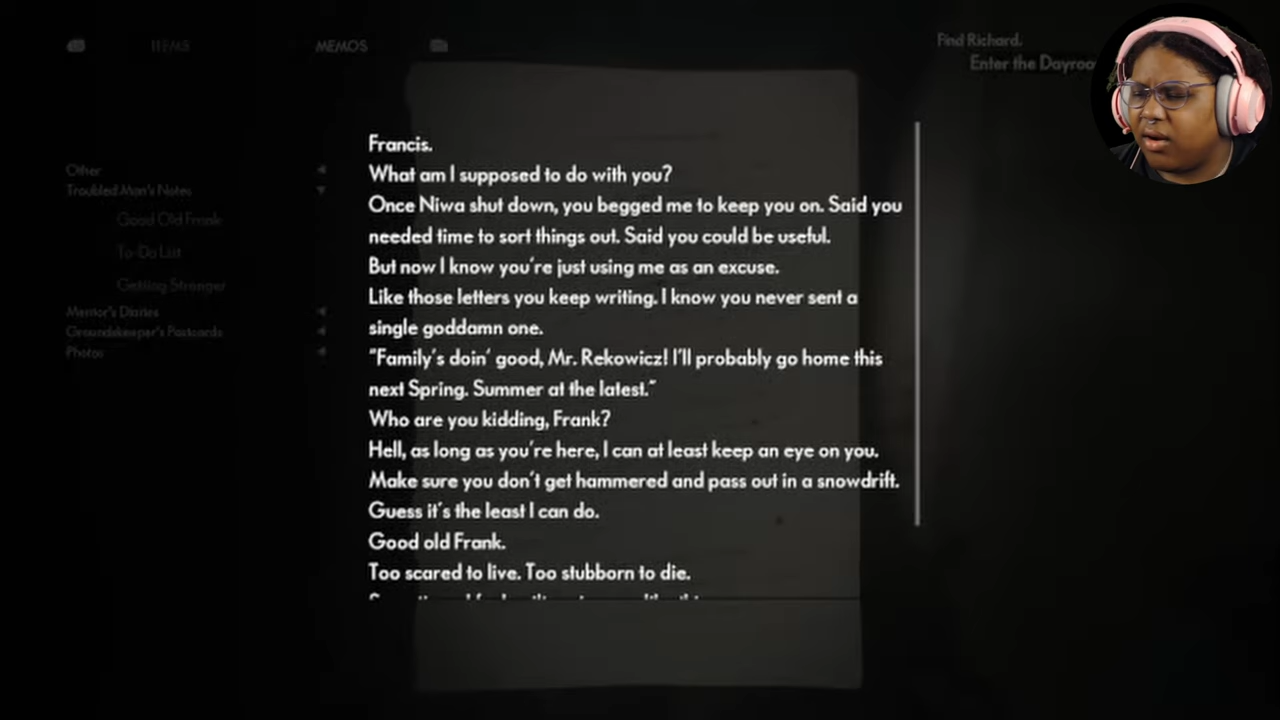 ITEMS
MEMOS
Find Richard.
Enter the
Other
Troubled Man's Notes
Good Old Frank
To-Do List
Getting Stranger
Mentor's Diaries
Groundskeeper's Postcards
Photos
Francis.
What am I supposed to do with you?
Once Niwa shut down, you begged me to keep you on. Said you
needed time to sort things out. Said you could be useful.
But now I know you're just using me as an excuse.
Like those letters you keep writing. I know you never sent a
single goddamn one.
"Family's doin' good, Mr. Rekowicz! I'll probably go home this
next Spring. Summer at the latest."
Who are you kidding, Frank?
Hell, as long as you're here, I can at least keep an eye on you.
Make sure you don't get hammered and pass out in a snowdrift.
Guess it's the least I can do.
Good old Frank.
Too scared to live. Too stubborn to die.